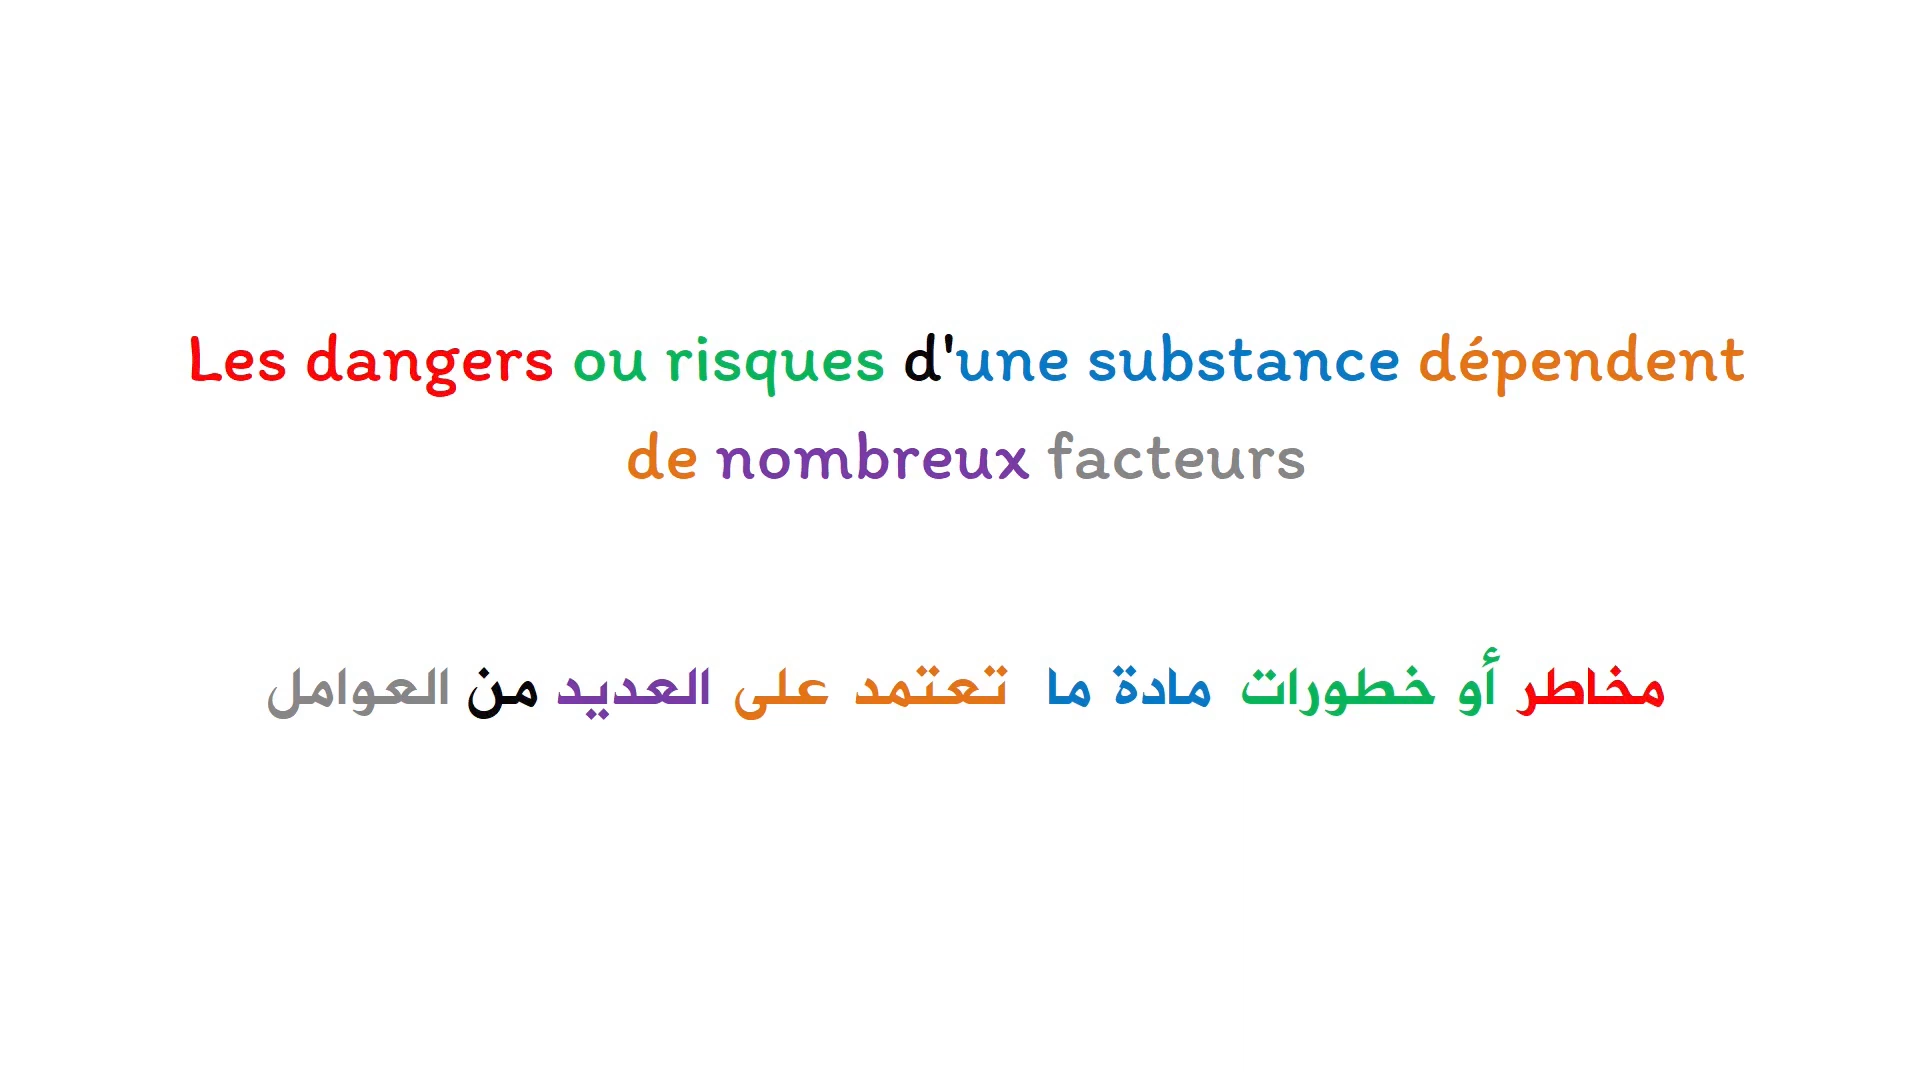 Les dangers ou risques d'une substance dépendent
de nombreux facteurs
مخاطر أو خطورات مادة ما تعتمد على العديد من العوامل